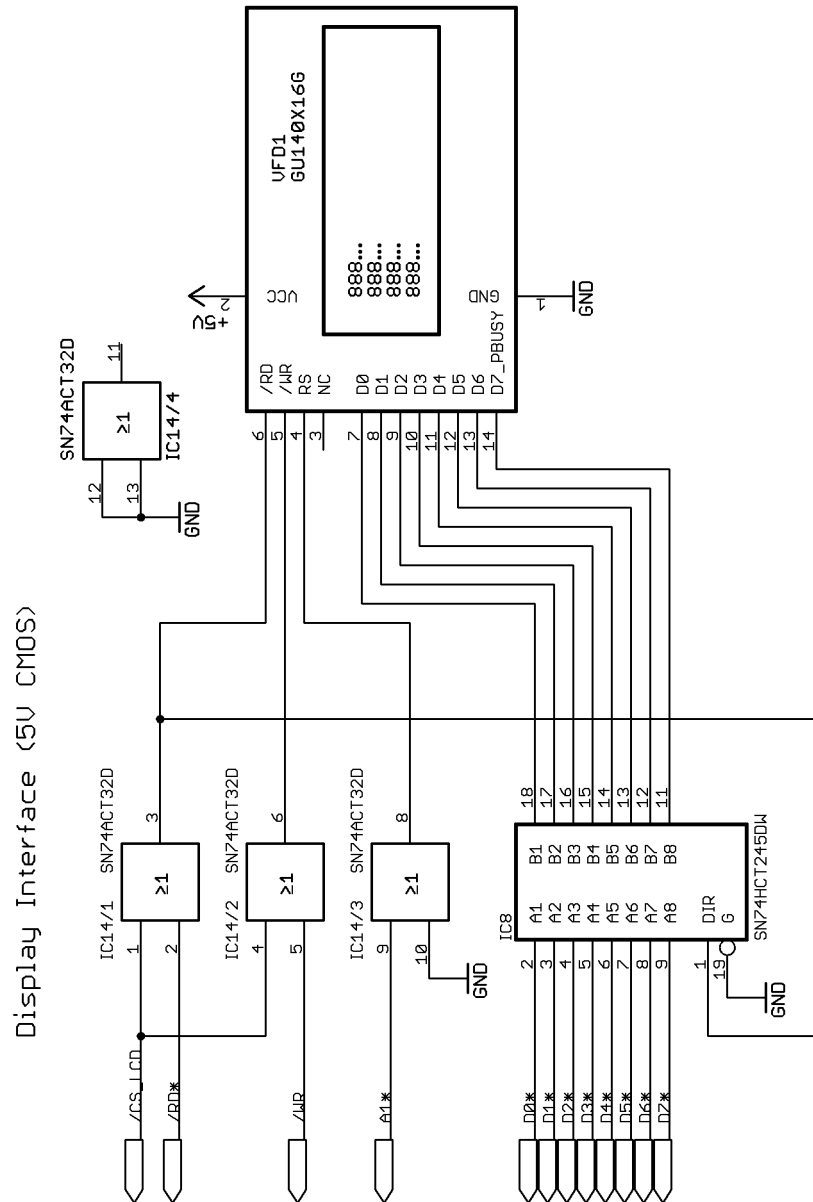 Display Interface (5V CMOS)
/CS_LCD
/RD*
/WR
A1*
D0*
D1*
D2*
D3*
D4*
D5*
D6*
D7*
IC14/1
SN74ACT32D
1
2
≥1
3
IC14/2
SN74ACT32D
4
5
≥1
6
IC14/3
SN74ACT32D
9
10
≥1
8
GND
SN74ACT32D
12
13
≥1
11
IC14/4
GND
IC8
2 A1 B1 18
3 A2 B2 17
4 A3 B3 16
5 A4 B4 15
6 A5 B5 14
7 A6 B6 13
8 A7 B7 12
9 A8 B8 11
1 DIR
19 G
SN74HCT245DW
GND
VFD1
GU140X16G
+5V
2
VCC
6 /RD
5 /WR
4 RS
3 NC
7 D0
8 D1
9 D2
10 D3
11 D4
12 D5
13 D6
14 D7_PBUSY
888...
888...
888...
888...
GND
1
GND